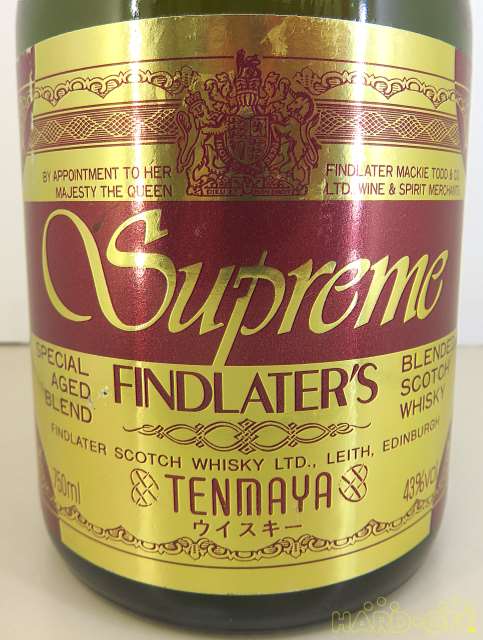 BY APPOINTMENT TO HER
MAJESTY THE QUEEN
FINDLATER MACKIE TODD & CO.
LTD. WINE & SPIRIT MERCHANTS
Supreme
SPECIAL
AGED
BLEND
FINDLATER'S
BLENDED
SCOTCH
WHISKY
FINDLATER SCOTCH WHISKY LTD., LEITH, EDINBURGH
750ml
TENMAYA
43%VOL
ウイスキー
HARD-OFF